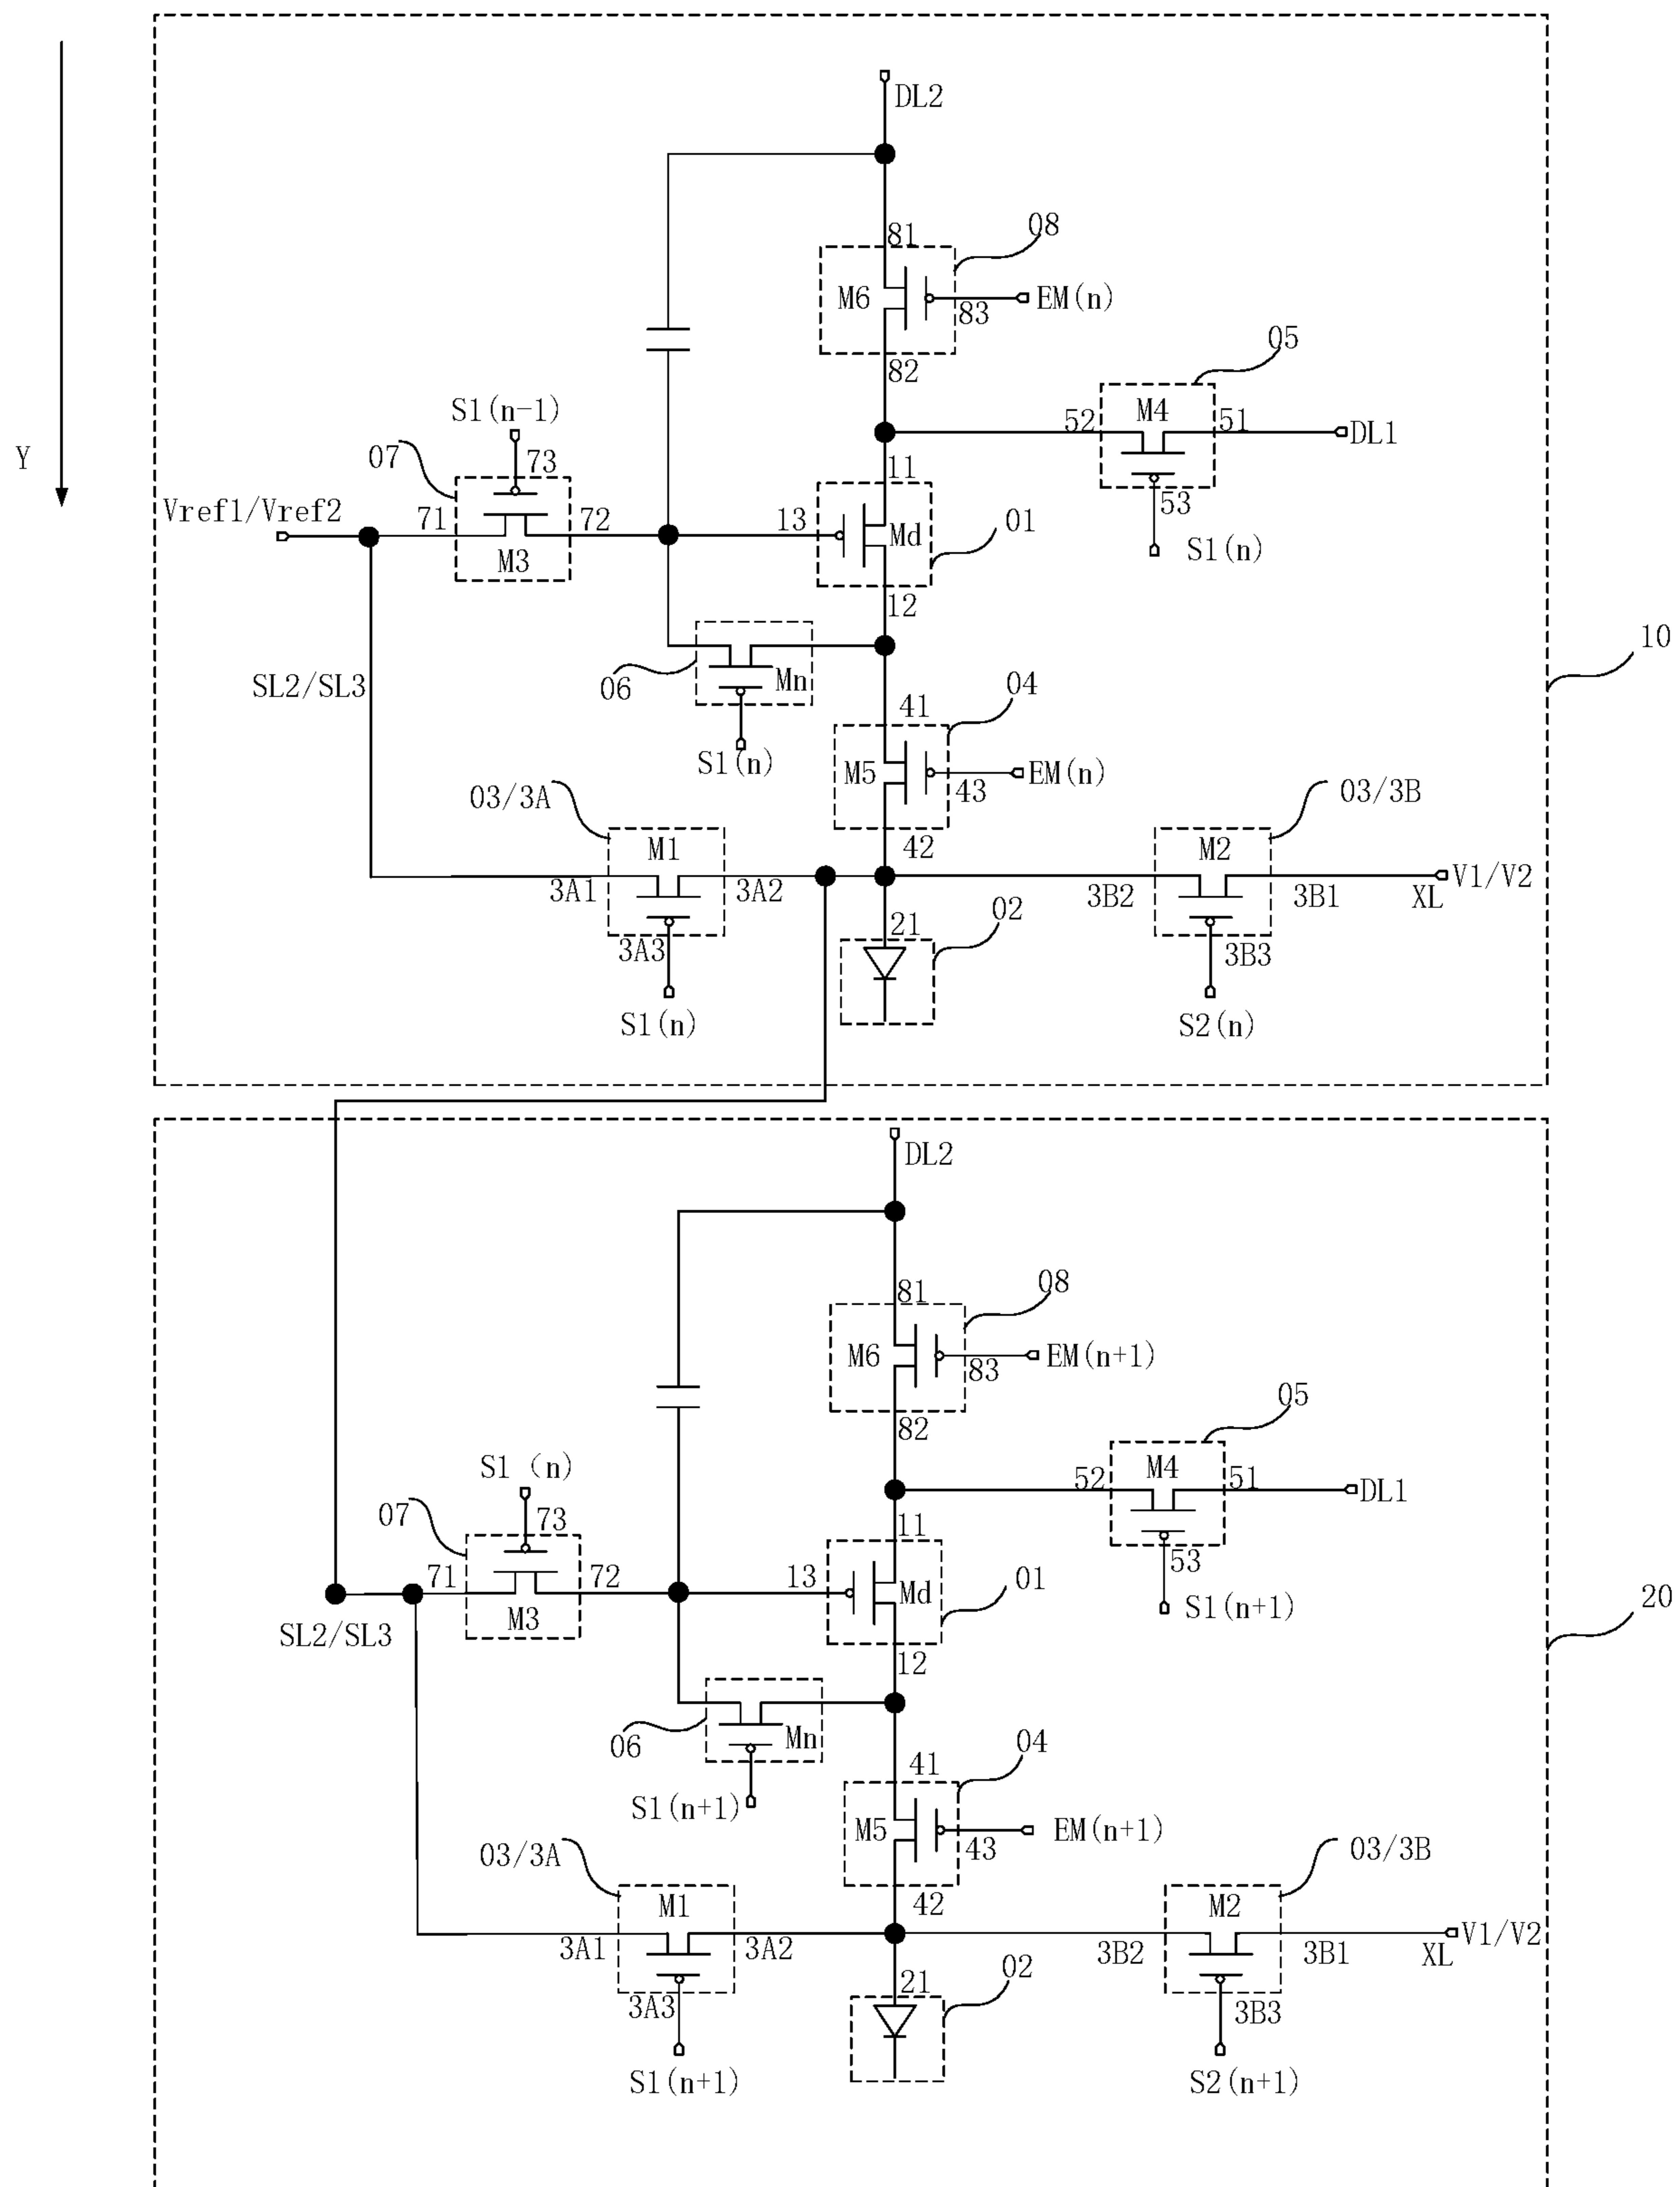 DL2
81
08
M6
EM(n)
83
82
05
M4
S1(n-1)
52
51
DL1
Y
07
73
11
53
Vref1/Vref2
71
72
13
Md
01
S1(n)
M3
12
10
SL2/SL3
06
Mn
04
41
S1(n)
M5
EM(n)
43
03/3A
03/3B
42
M1
M2
3A1
3A2
3B2
3B1
V1/V2
XL
21
02
3A3
3B3
S1(n)
S2(n)
DL2
81
08
M6
EM(n+1)
83
82
05
S1 (n)
52
M4
51
DL1
07
73
11
53
71
72
13
Md
01
S1(n+1)
20
SL2/SL3
M3
12
06
Mn
04
41
S1(n+1)
M5
EM(n+1)
43
03/3A
03/3B
42
M1
M2
3A1
3A2
3B2
3B1
V1/V2
XL
21
02
3A3
3B3
S1(n+1)
S2(n+1)